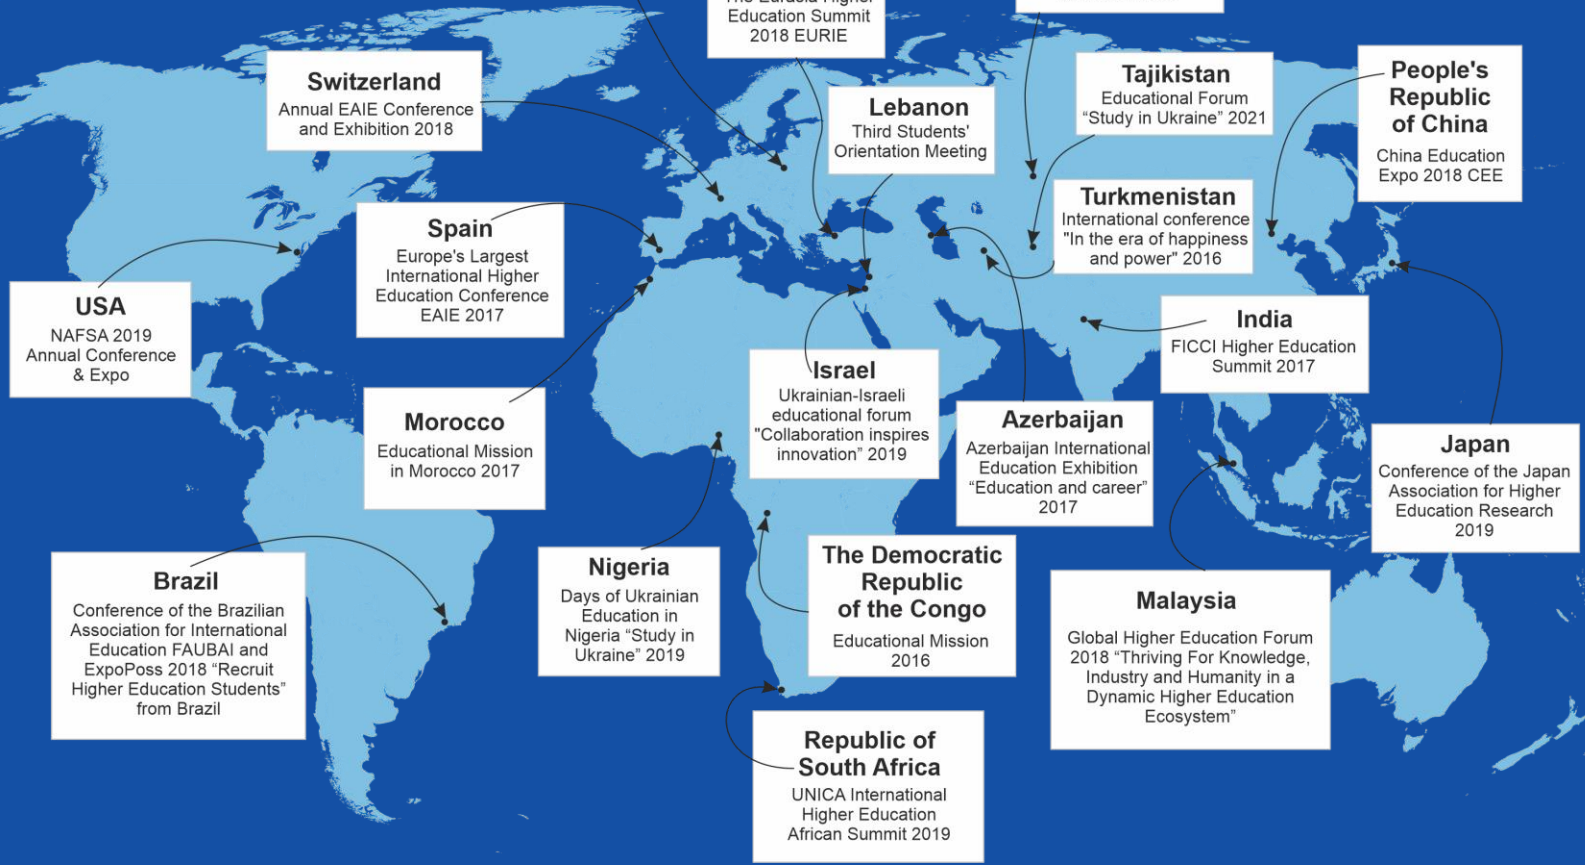 The Eurasia Higher
Education Summit
2018 EURIE
Switzerland
Annual EAIE Conference
and Exhibition 2018
Lebanon
Third Students'
Orientation Meeting
Tajikistan
Educational Forum
“Study in Ukraine” 2021
People's
Republic
of China
China Education
Expo 2018 CEE
Turkmenistan
International conference
"In the era of happiness
and power" 2016
Spain
Europe's Largest
International Higher
Education Conference
EAIE 2017
USA
NAFSA 2019
Annual Conference
& Expo
India
FICCI Higher Education
Summit 2017
Israel
Ukrainian-Israeli
educational forum
"Collaboration inspires
innovation” 2019
Morocco
Educational Mission
in Morocco 2017
Azerbaijan
Azerbaijan International
Education Exhibition
“Education and career”
2017
Japan
Conference of the Japan
Association for Higher
Education Research
2019
Brazil
Conference of the Brazilian
Association for International
Education FAUBAI and
ExpoPoss 2018 “Recruit
Higher Education Students”
from Brazil
Nigeria
Days of Ukrainian
Education in
Nigeria “Study in
Ukraine” 2019
The Democratic
Republic
of the Congo
Educational Mission
2016
Malaysia
Global Higher Education Forum
2018 “Thriving For Knowledge,
Industry and Humanity in a
Dynamic Higher Education
Ecosystem”
Republic of
South Africa
UNICA International
Higher Education
African Summit 2019